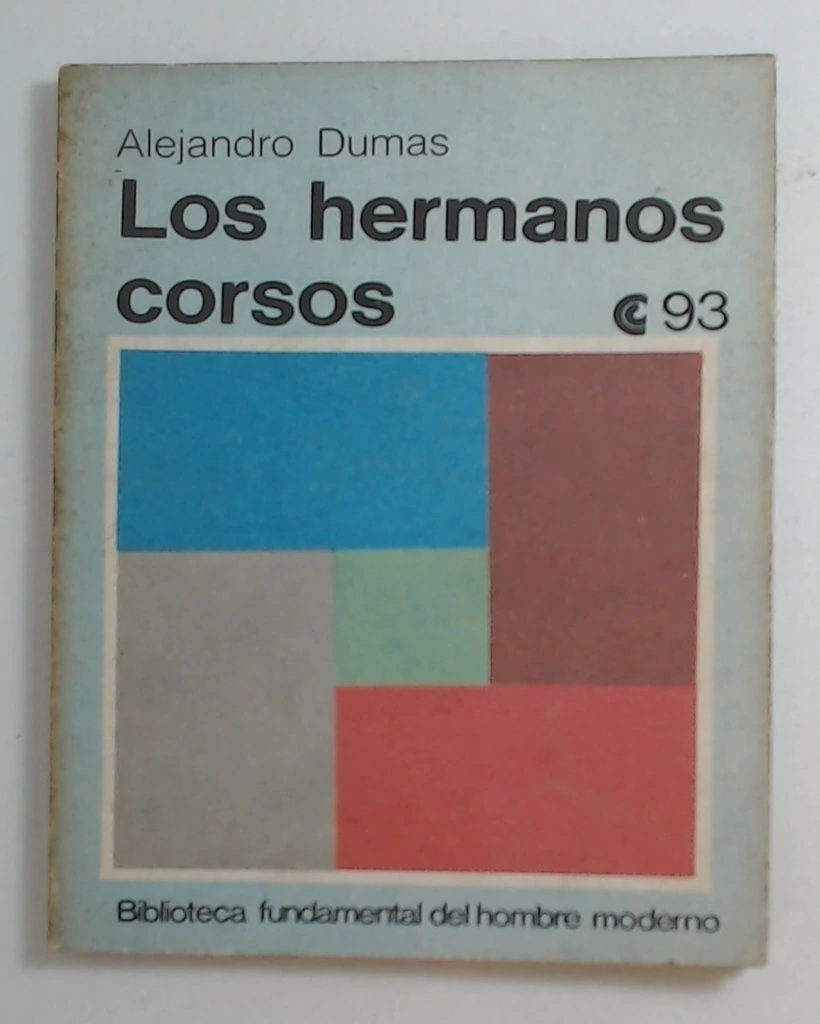 Alejandro Dumas
Los hermanos
corsos
93
Biblioteca fundamental del hombre moderno